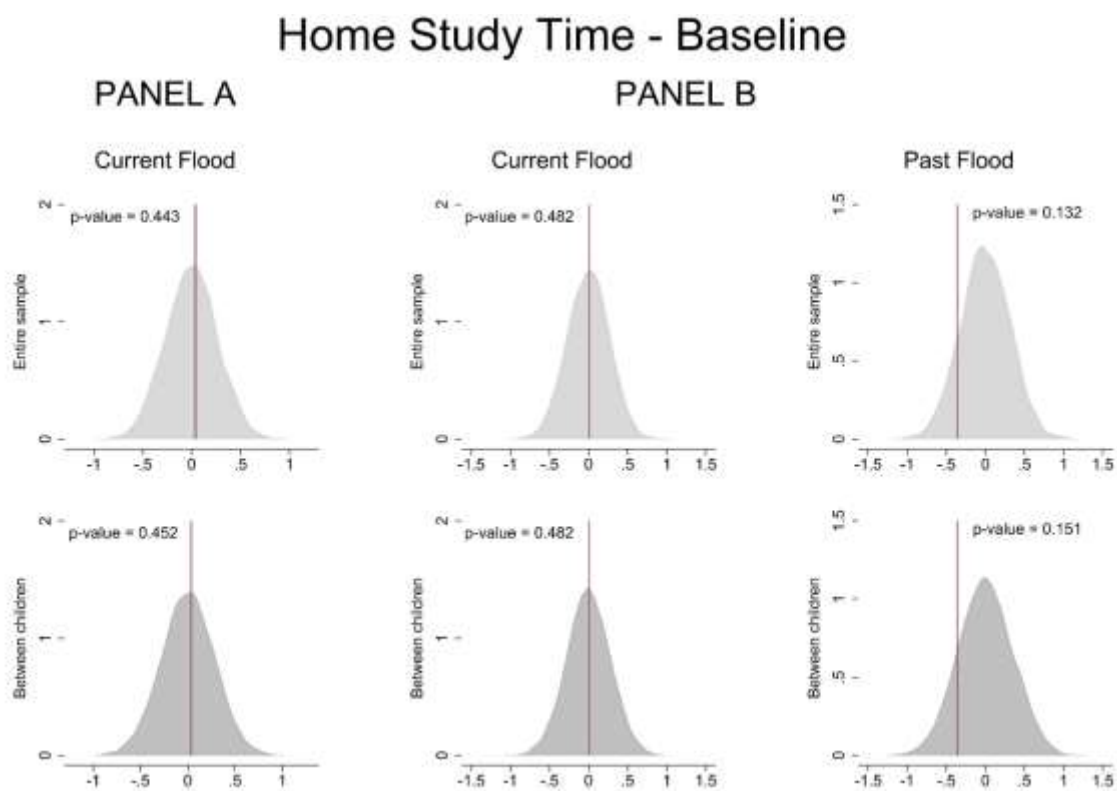 Home Study Time - Baseline
PANEL A
PANEL B
Current Flood
Current Flood
Past Flood
p-value = 0.443
Entire sample
0 1 2
-1 -.5 0 .5 1
p-value = 0.482
Entire sample
0 1 2
-1.5 -1 -.5 0 .5 1 1.5
p-value = 0.132
Entire sample
0 .5 1 1.5
-1.5 -1 -.5 0 .5 1 1.5
p-value = 0.452
Between children
0 1 2
-1 -.5 0 .5 1
p-value = 0.482
Between children
0 1 2
-1.5 -1 -.5 0 .5 1 1.5
p-value = 0.151
Between children
0 .5 1 1.5
-1.5 -1 -.5 0 .5 1 1.5